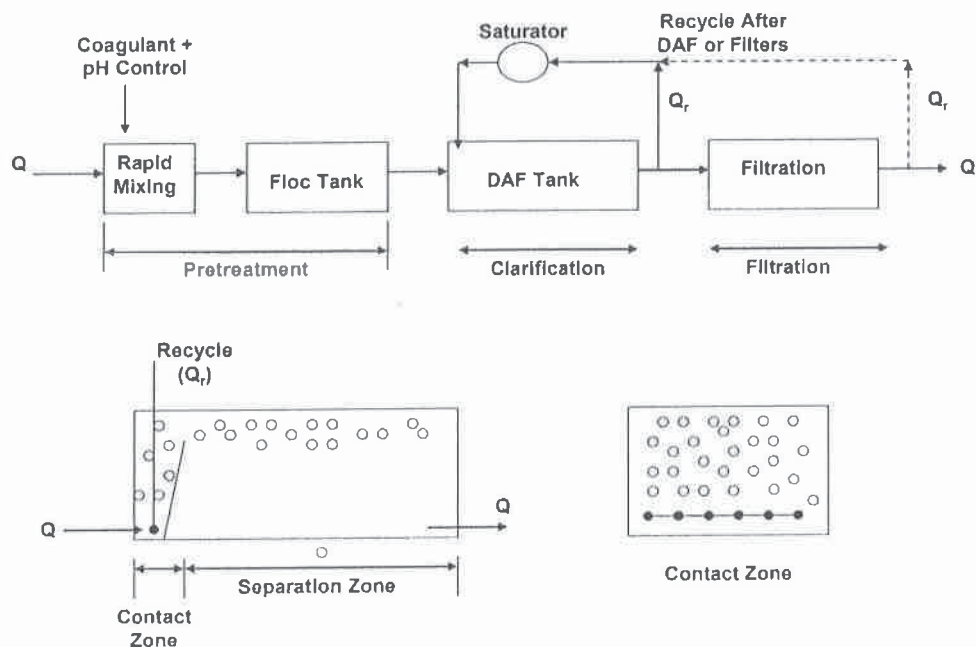 Coagulant +
pH Control
Saturator
Recycle After
DAF or Filters
Qr
Qr
Q
Rapid
Mixing
Floc Tank
DAF Tank
Filtration
Q
Pretreatment
Clarification
Filtration
Recycle
(Qr)
Q
Q
Separation Zone
Contact
Zone
Contact Zone